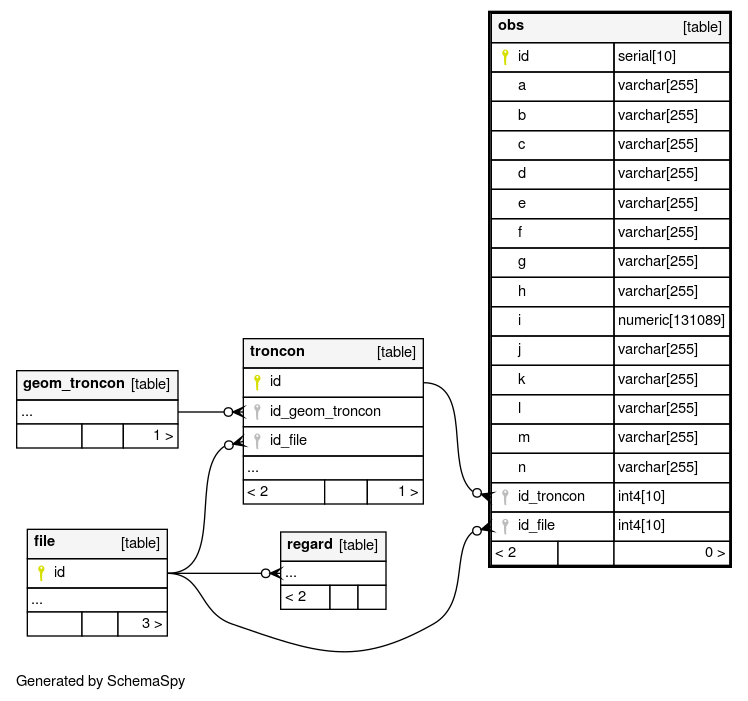 obs [table]
id serial[10]
a varchar[255]
b varchar[255]
c varchar[255]
d varchar[255]
e varchar[255]
f varchar[255]
g varchar[255]
h varchar[255]
i numeric[131089]
j varchar[255]
k varchar[255]
l varchar[255]
m varchar[255]
n varchar[255]
id_troncon int4[10]
id_file int4[10]
< 2 0 >
troncon [table]
id
id_geom_troncon
id_file
...
< 2 1 >
geom_troncon [table]
...
1 >
file [table]
id
...
3 >
regard [table]
...
< 2
Generated by SchemaSpy